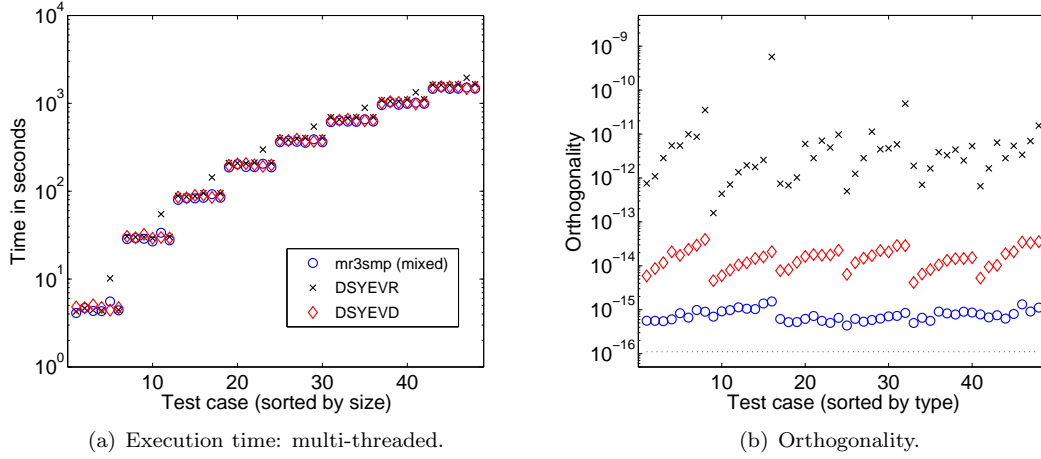 10^4
10^3
10^2
10^1
10^0
Time in seconds
mr3smp (mixed)
DSYEVR
DSYEVD
10 20 30 40
Test case (sorted by size)
(a) Execution time: multi-threaded.
10^−9
10^−10
10^−11
10^−12
10^−13
10^−14
10^−15
10^−16
Orthogonality
10 20 30 40
Test case (sorted by type)
(b) Orthogonality.